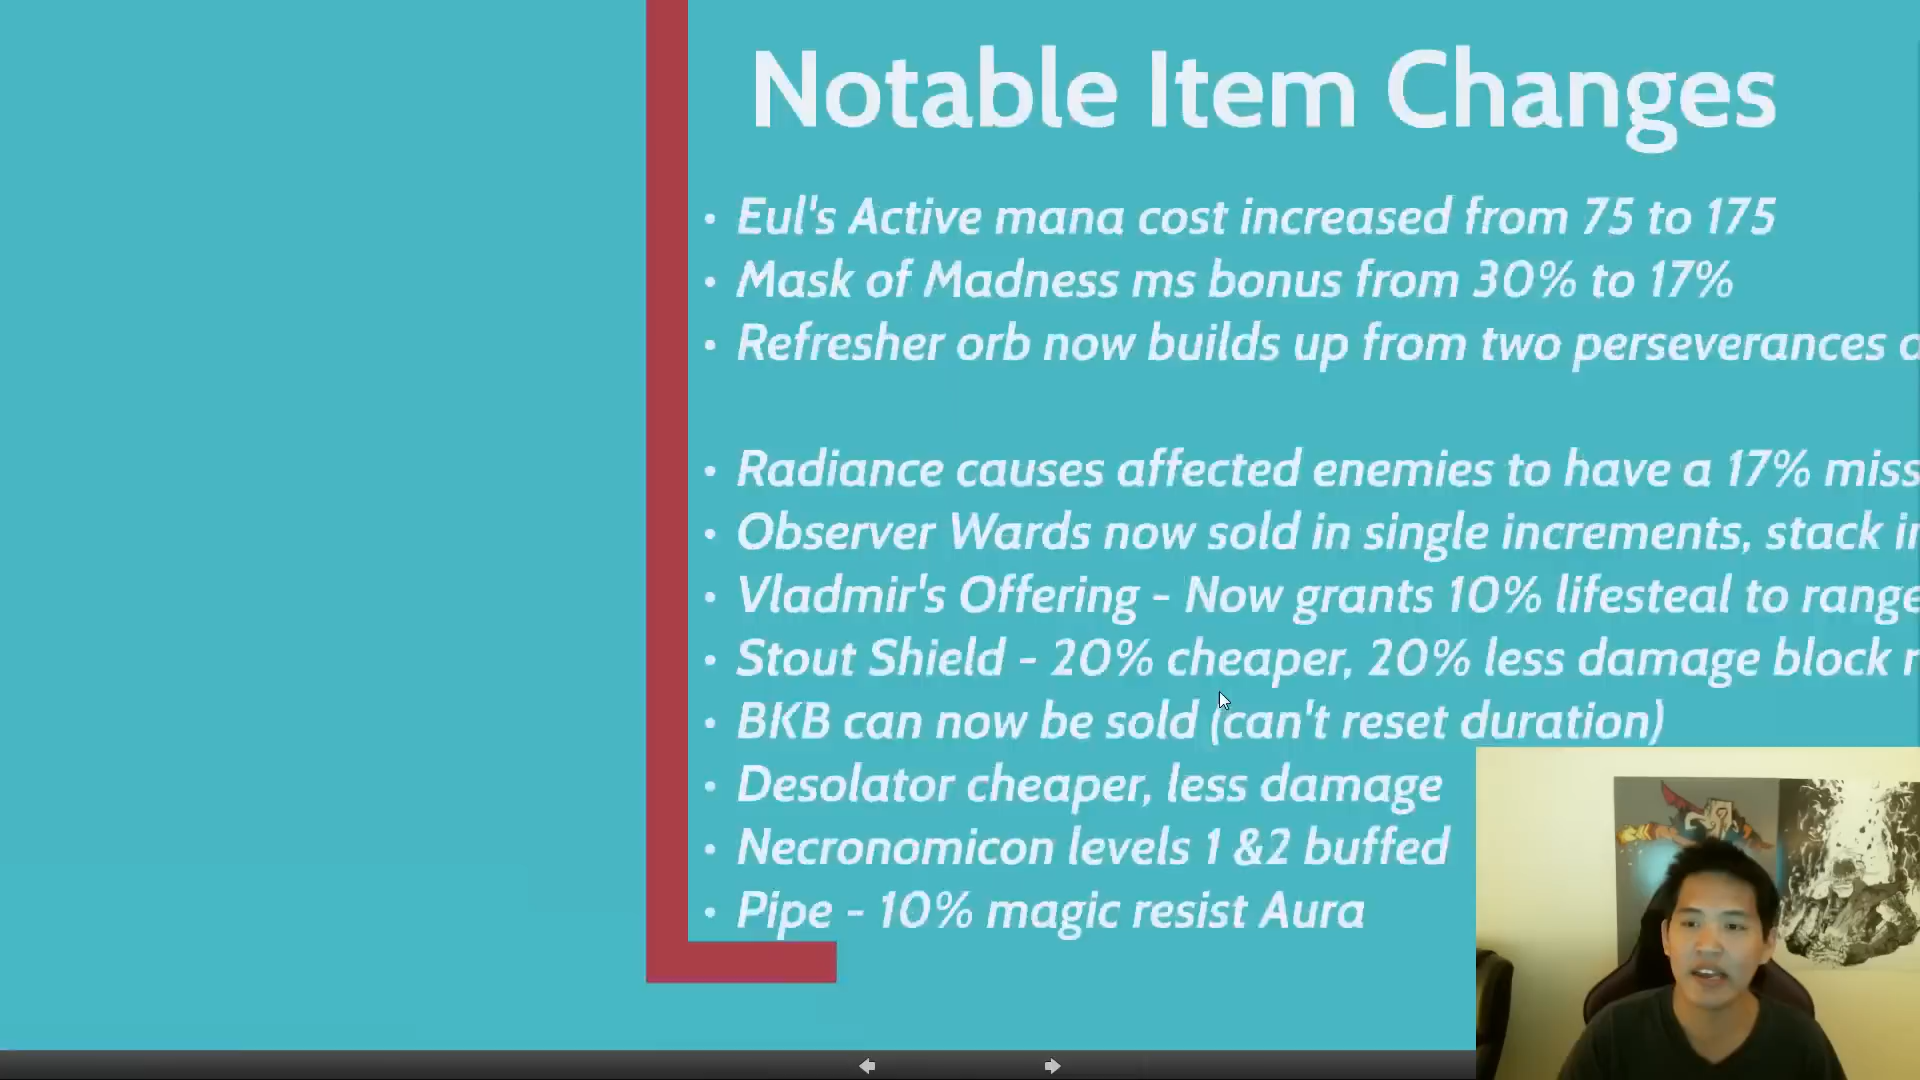 Notable Item Changes
• Eul's Active mana cost increased from 75 to 175
• Mask of Madness ms bonus from 30% to 17%
• Refresher orb now builds up from two perseverances
• Radiance causes affected enemies to have a 17% miss
• Observer Wards now sold in single increments, stack
• Vladmir's Offering - Now grants 10% lifesteal to
• Stout Shield - 20% cheaper, 20% less damage block
• BKB can now be sold (can't reset duration)
• Desolator cheaper, less damage
• Necronomicon levels 1 &2 buffed
• Pipe - 10% magic resist Aura